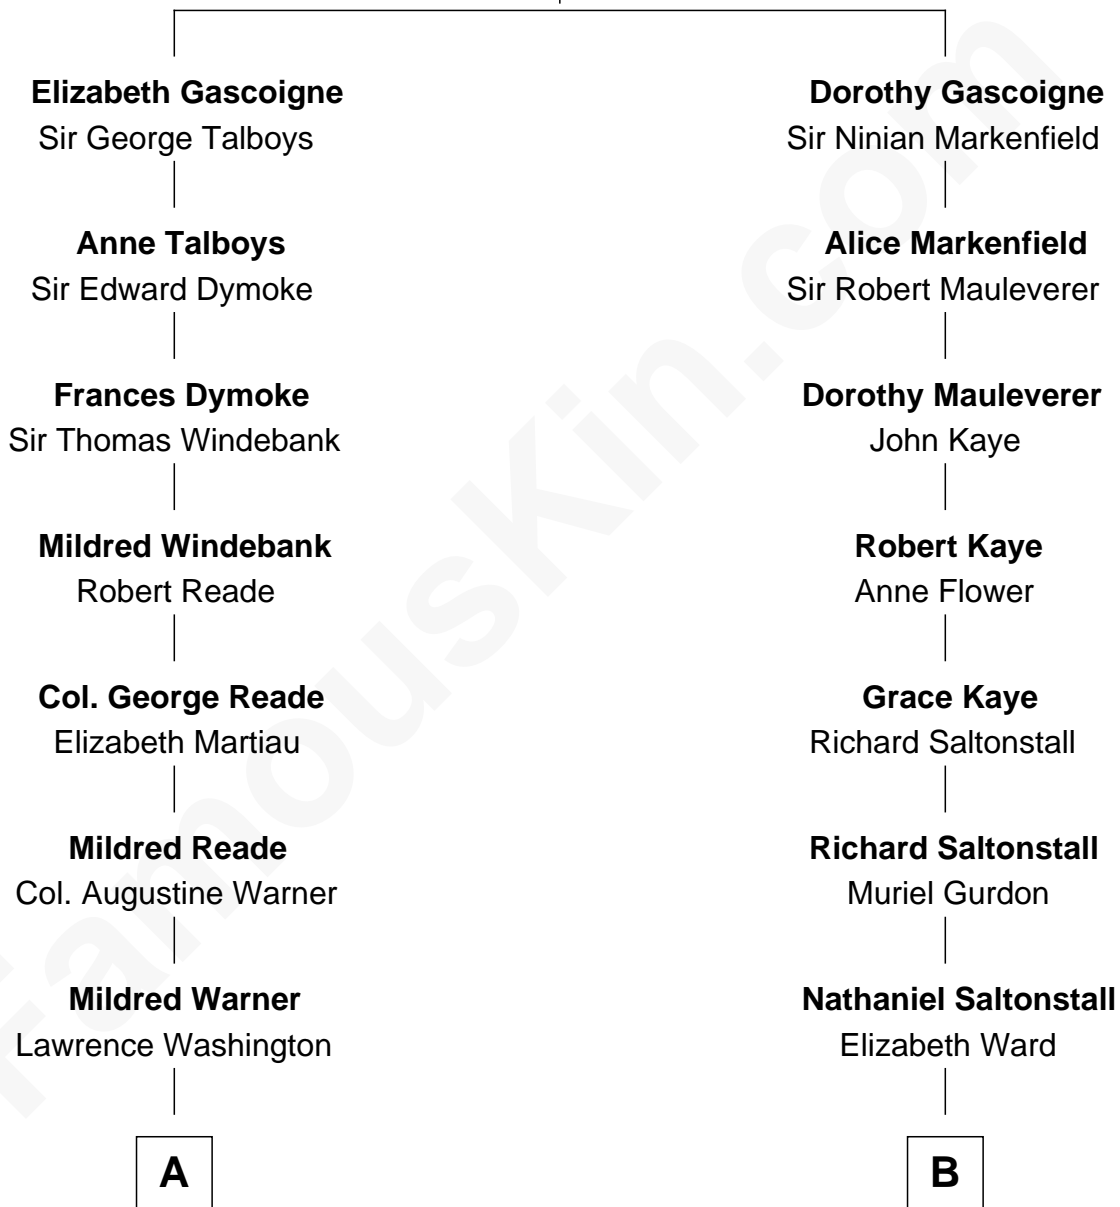 Elizabeth Gascoigne
Sir George Talboys
Anne Talboys
Sir Edward Dymoke
Frances Dymoke
Sir Thomas Windebank
Mildred Windebank
Robert Reade
Col. George Reade
Elizabeth Martiau
Mildred Reade
Col. Augustine Warner
Mildred Warner
Lawrence Washington
A
Dorothy Gascoigne
Sir Ninian Markenfield
Alice Markenfield
Sir Robert Mauleverer
Dorothy Mauleverer
John Kaye
Robert Kaye
Anne Flower
Grace Kaye
Richard Saltonstall
Richard Saltonstall
Muriel Gurdon
Nathaniel Saltonstall
Elizabeth Ward
B
FamousKin.com